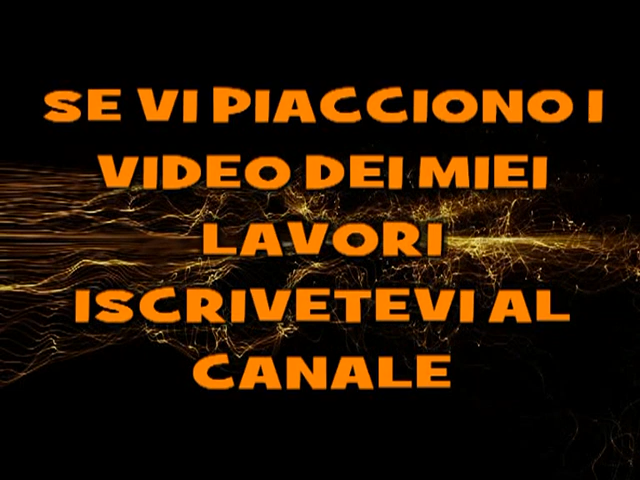 SE VI PIACCIONO I
VIDEO DEI MIEI
LAVORI
ISCRIVETEVI AL
CANALE